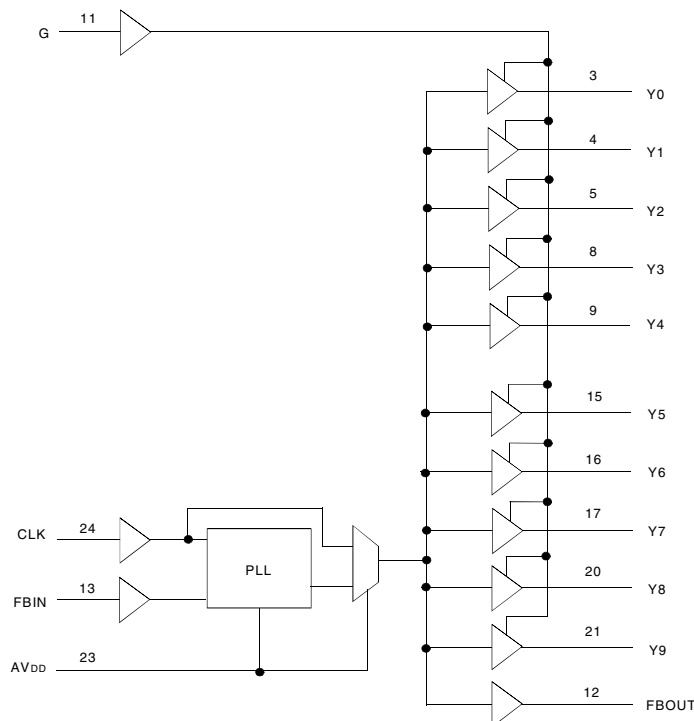 G 11
3 Y0
4 Y1
5 Y2
8 Y3
9 Y4
15 Y5
16 Y6
17 Y7
CLK 24
PLL
20 Y8
FBIN 13
21 Y9
AVDD 23
12 FBOUT